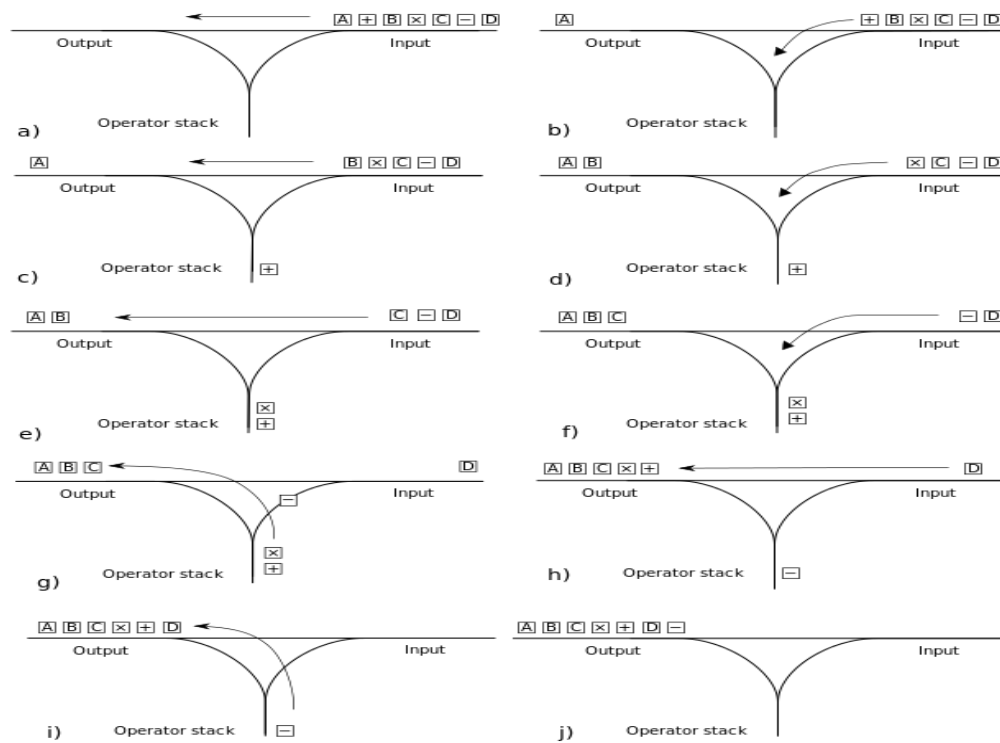 A + B × C − D
Output Input
Operator stack
a)
A + B × C − D
Output Input
Operator stack
b)
A B × C − D
Output Input
Operator stack +
c)
A B × C − D
Output Input
Operator stack +
d)
A B C − D
Output Input
×
Operator stack +
e)
A B C − D
Output Input
×
Operator stack +
f)
A B C D
−
Output Input
×
Operator stack +
g)
A B C × + D
Output Input
Operator stack −
h)
A B C × + D
Output Input
Operator stack −
i)
A B C × + D −
Output Input
Operator stack
j)